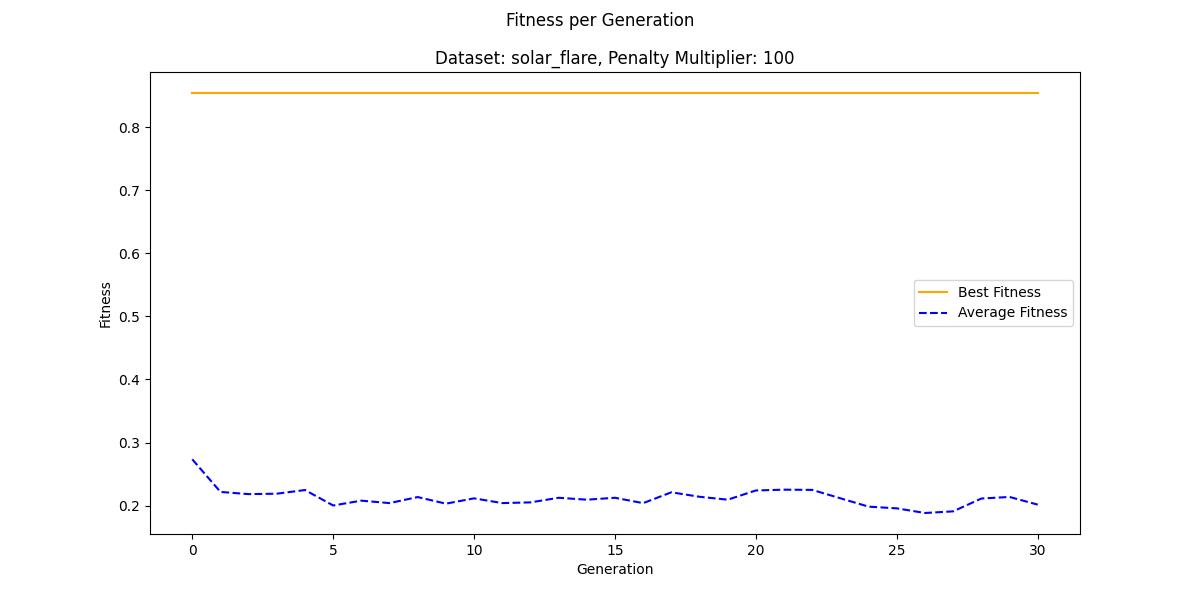 Fitness per Generation
Dataset: solar_flare, Penalty Multiplier: 100
0.8
0.7
0.6
0.5
0.4
0.3
0.2
Fitness
Best Fitness
Average Fitness
0 5 10 15 20 25 30
Generation